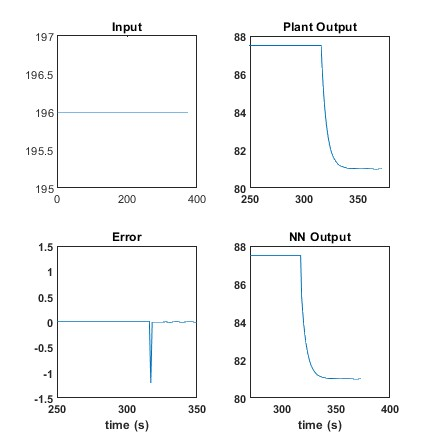 Input
197
196.5
196
195.5
195
0 200 400
Plant Output
88
86
84
82
80
250 300 350
Error
1.5
1
0.5
0
-0.5
-1
-1.5
250 300 350
time (s)
NN Output
88
86
84
82
80
300 350 400
time (s)